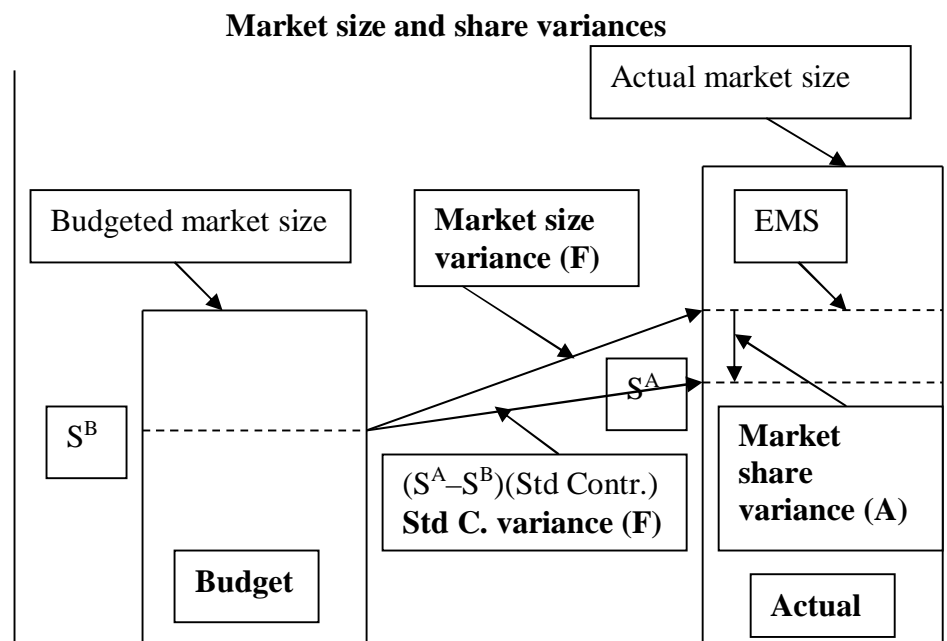 Market size and share variances
Actual market size
Budgeted market size
Market size
variance (F)
EMS
S^B
S^A
(S^A–S^B)(Std Contr.)
Std C. variance (F)
Market
share
variance (A)
Budget
Actual